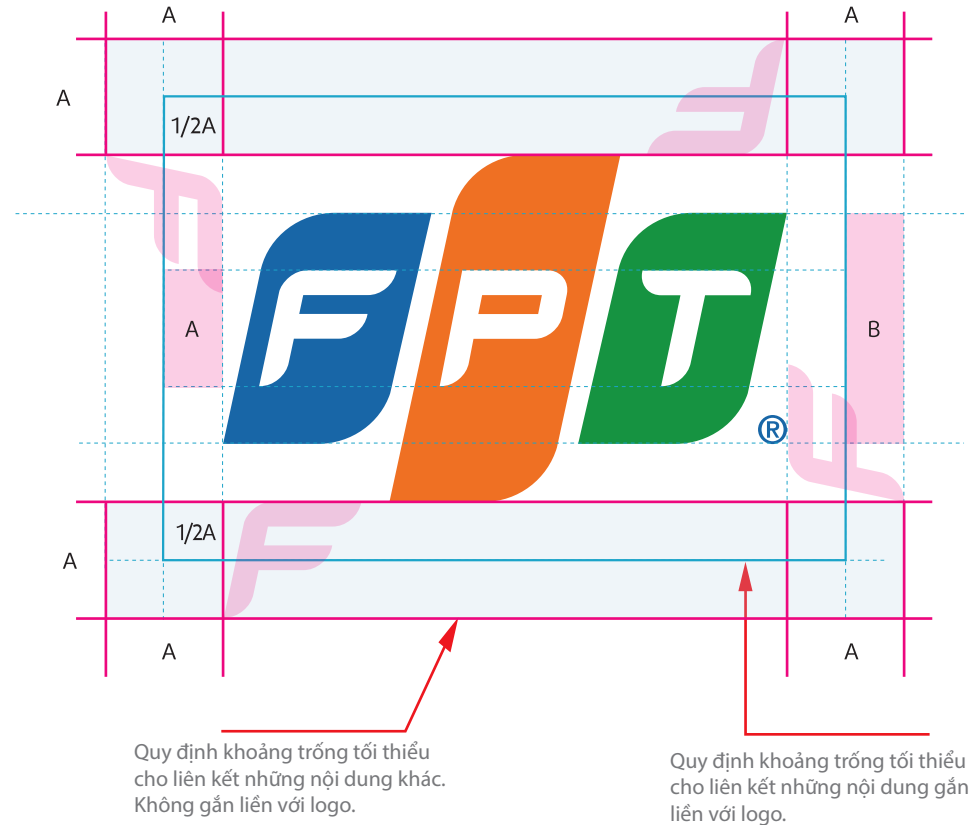 A A
A
1/2A
FPT
A B
®
1/2A
A
A A
Quy định khoảng trống tối thiểu
cho liên kết những nội dung khác.
Không gắn liền với logo.
Quy định khoảng trống tối thiểu
cho liên kết những nội dung gắn
liền với logo.